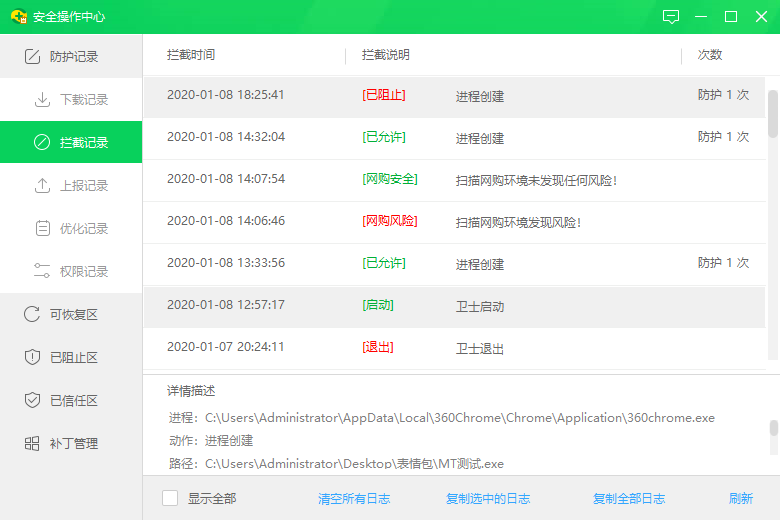 安全操作中心
防护记录
下载记录
拦截记录
上报记录
优化记录
权限记录
可恢复区
已阻止区
已信任区
补丁管理
拦截时间 拦截说明 次数
2020-01-08 18:25:41 [已阻止] 进程创建 防护 1 次
2020-01-08 14:32:04 [已允许] 进程创建 防护 1 次
2020-01-08 14:07:54 [网购安全] 扫描网购环境未发现任何风险!
2020-01-08 14:06:46 [网购风险] 扫描网购环境发现风险!
2020-01-08 13:33:56 [已允许] 进程创建 防护 1 次
2020-01-08 12:57:17 [启动] 卫士启动
2020-01-07 20:24:11 [退出] 卫士退出
详情描述
进程: C:\Users\Administrator\AppData\Local\360Chrome\Chrome\Application\360chrome.exe
动作: 进程创建
路径: C:\Users\Administrator\Desktop\表情包\MT测试.exe
显示全部 清空所有日志 复制选中的日志 复制全部日志 刷新